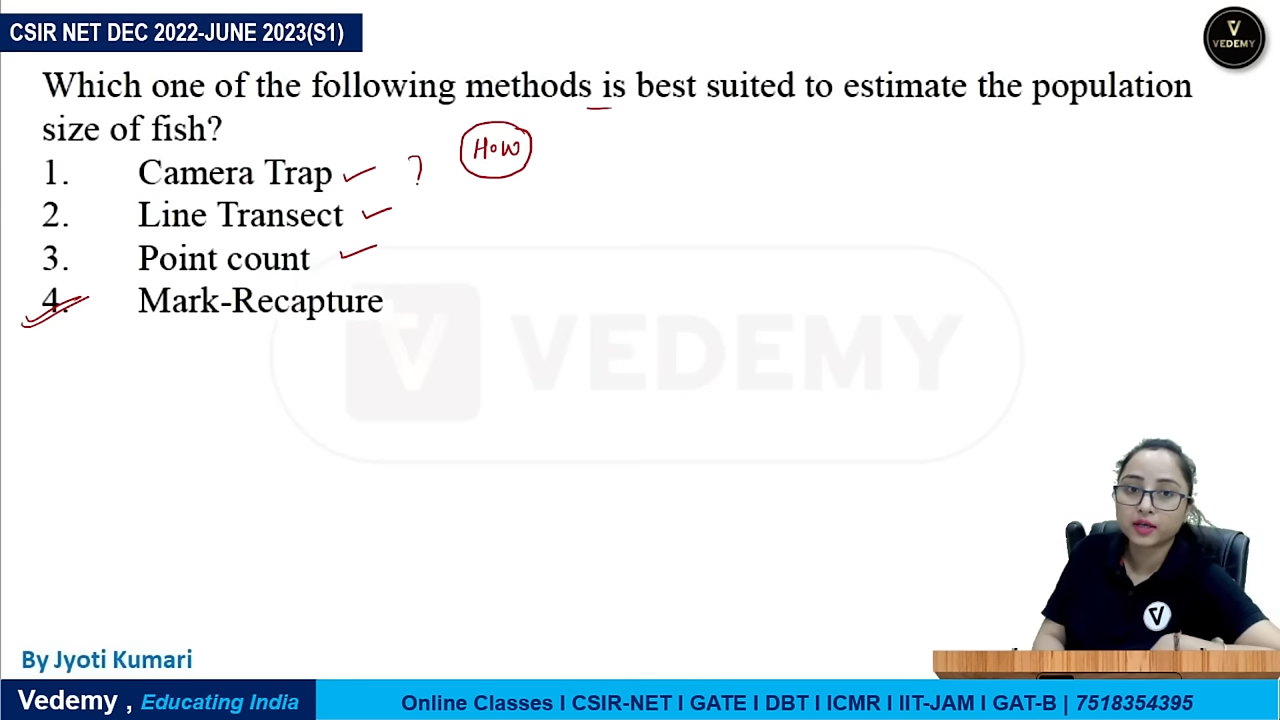 CSIR NET DEC 2022-JUNE 2023(S1)
V
VEDEMY
Which one of the following methods is best suited to estimate the population
size of fish?
How
1. Camera Trap ?
2. Line Transect
3. Point count
4. Mark-Recapture
VEDEMY
By Jyoti Kumari
Vedemy , Educating India
Online Classes I CSIR-NET I GATE I DBT I ICMR I IIT-JAM I GAT-B | 7518354395